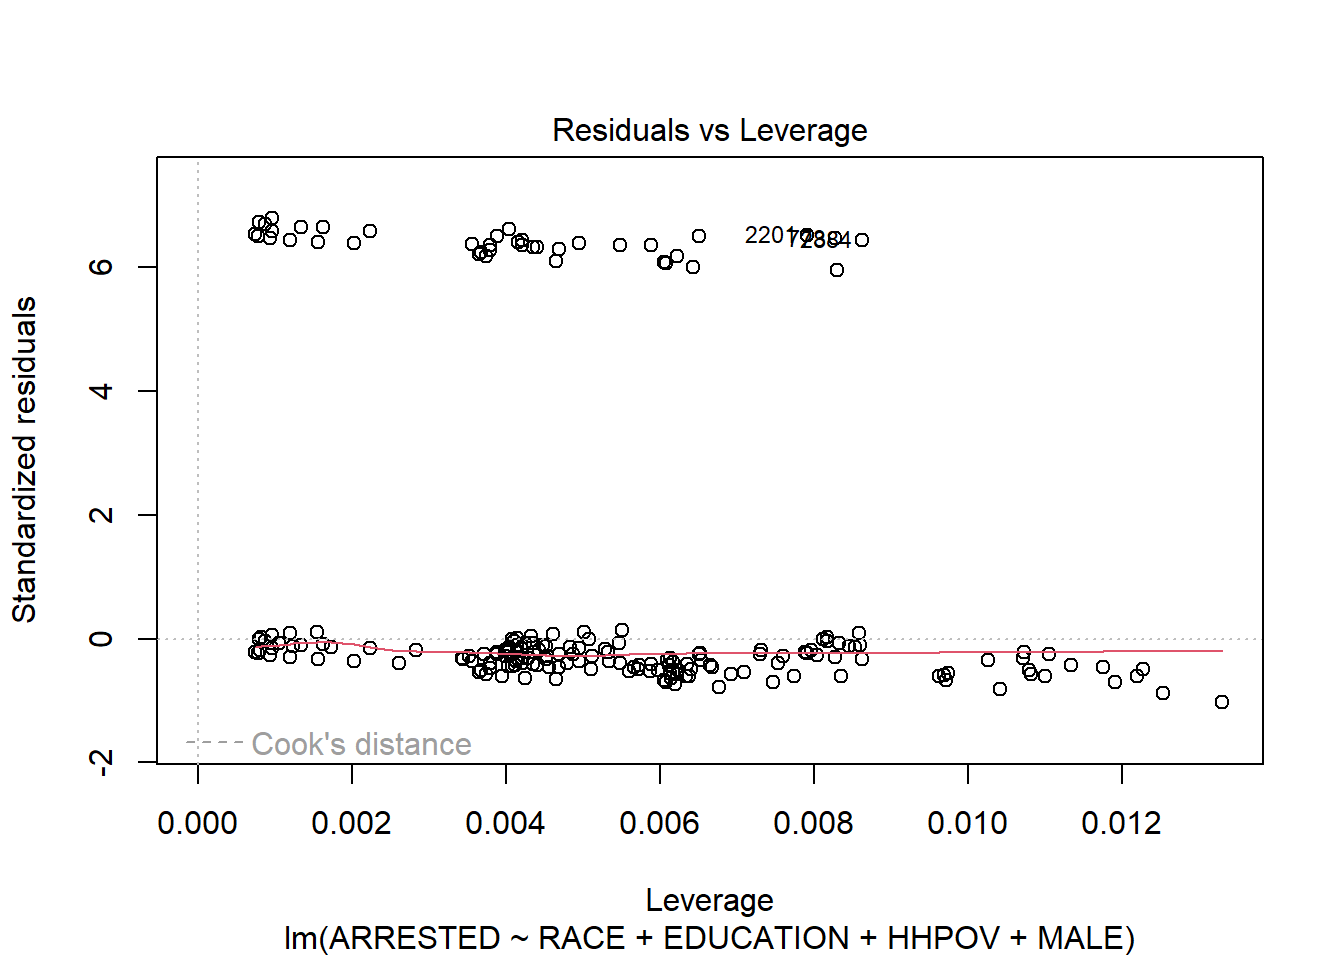 Residuals vs Leverage
Standardized residuals
6
4
2
0
-2
Cook's distance
0.000 0.002 0.004 0.006 0.008 0.010 0.012
Leverage
lm(ARRESTED ~ RACE + EDUCATION + HHPOV + MALE)